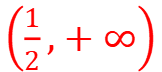 (1/2, + ∞)